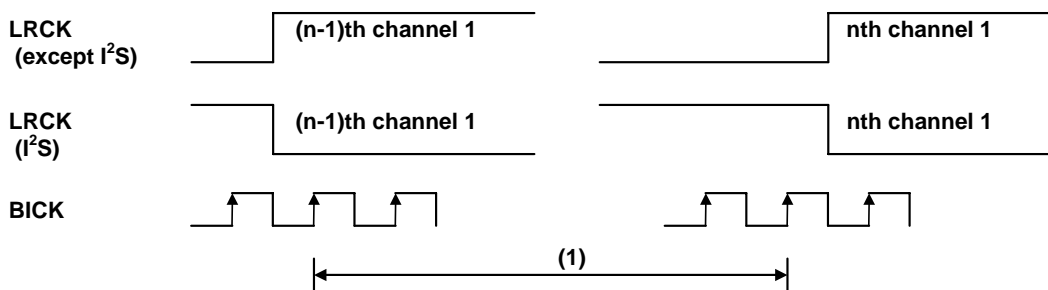 LRCK (n-1)th channel 1 nth channel 1
(except I²S)
LRCK (n-1)th channel 1 nth channel 1
(I²S)
BICK
(1)